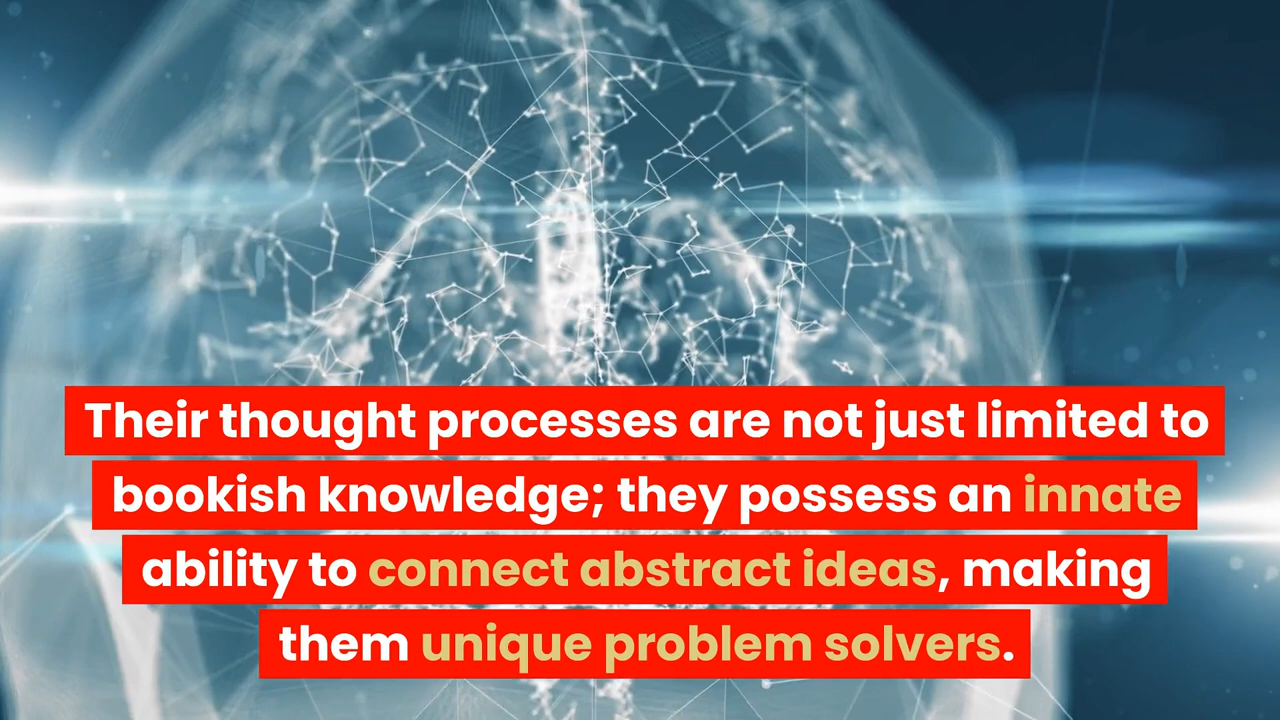 Their thought processes are not just limited to
bookish knowledge; they possess an innate
ability to connect abstract ideas, making
them unique problem solvers.